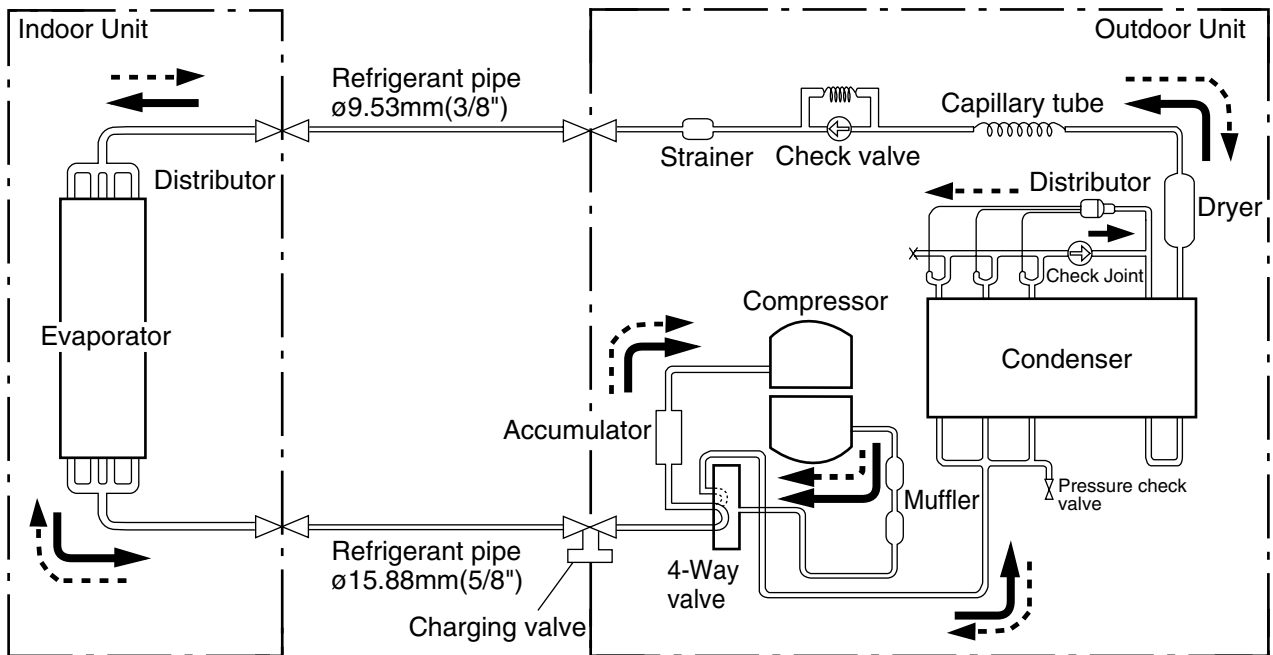 Indoor Unit
Outdoor Unit
Refrigerant pipe
ø9.53mm(3/8")
Capillary tube
Strainer
Check valve
Distributor
Distributor
Dryer
Check Joint
Compressor
Evaporator
Condenser
Accumulator
Muffler
Pressure check
valve
Refrigerant pipe
ø15.88mm(5/8")
4-Way
valve
Charging valve